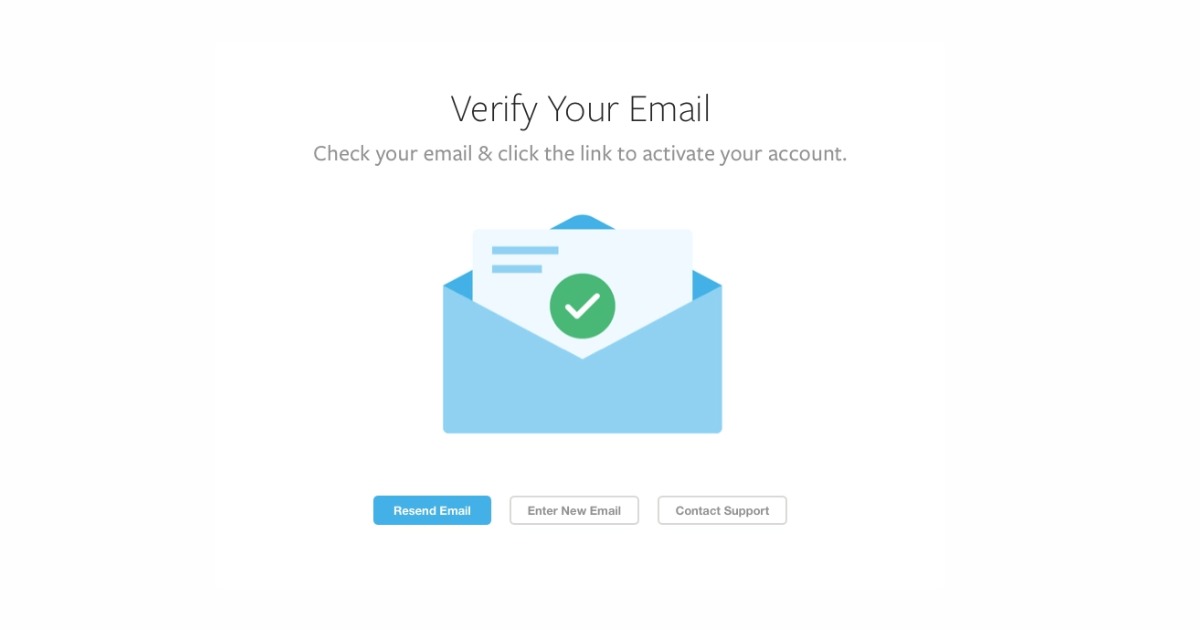 Verify Your Email
Check your email & click the link to activate your account.
Resend Email
Enter New Email
Contact Support